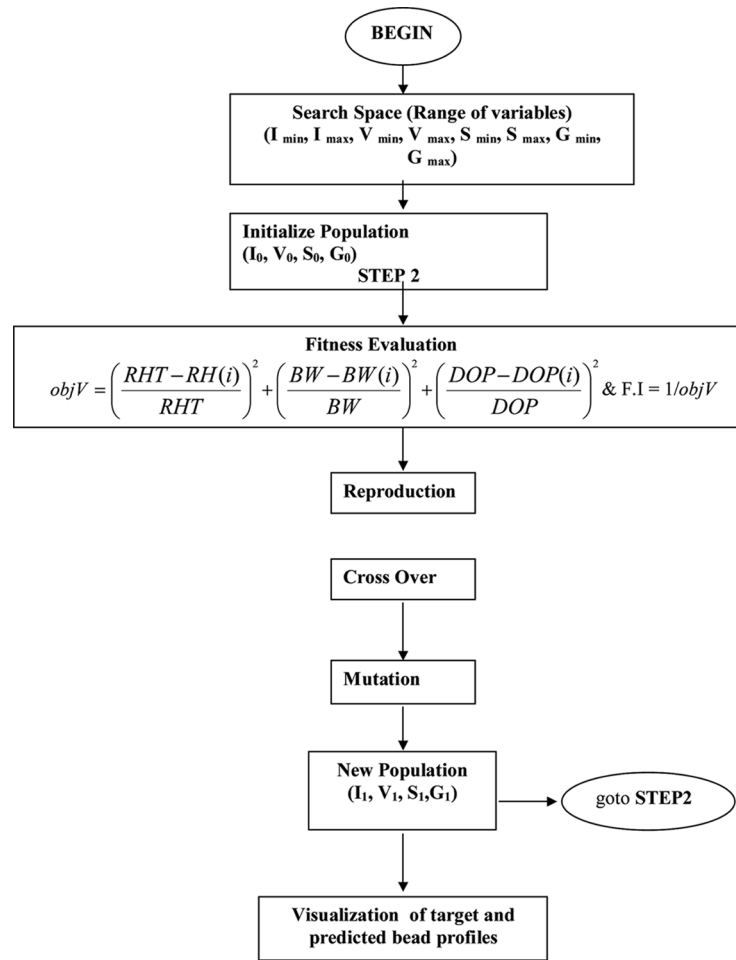 BEGIN
Search Space (Range of variables)
(I min, I max, V min, V max, S min, S max, G min,
G max)
Initialize Population
(I₀, V₀, S₀, G₀)
STEP 2
Fitness Evaluation
objV = ((RHT – RH(i))/RHT)² + ((BW – BW(i))/BW)² + ((DOP – DOP(i))/DOP)² & F.I = 1/objV
Reproduction
Cross Over
Mutation
New Population
(I₁, V₁, S₁,G₁)
goto STEP2
Visualization of target and
predicted bead profiles